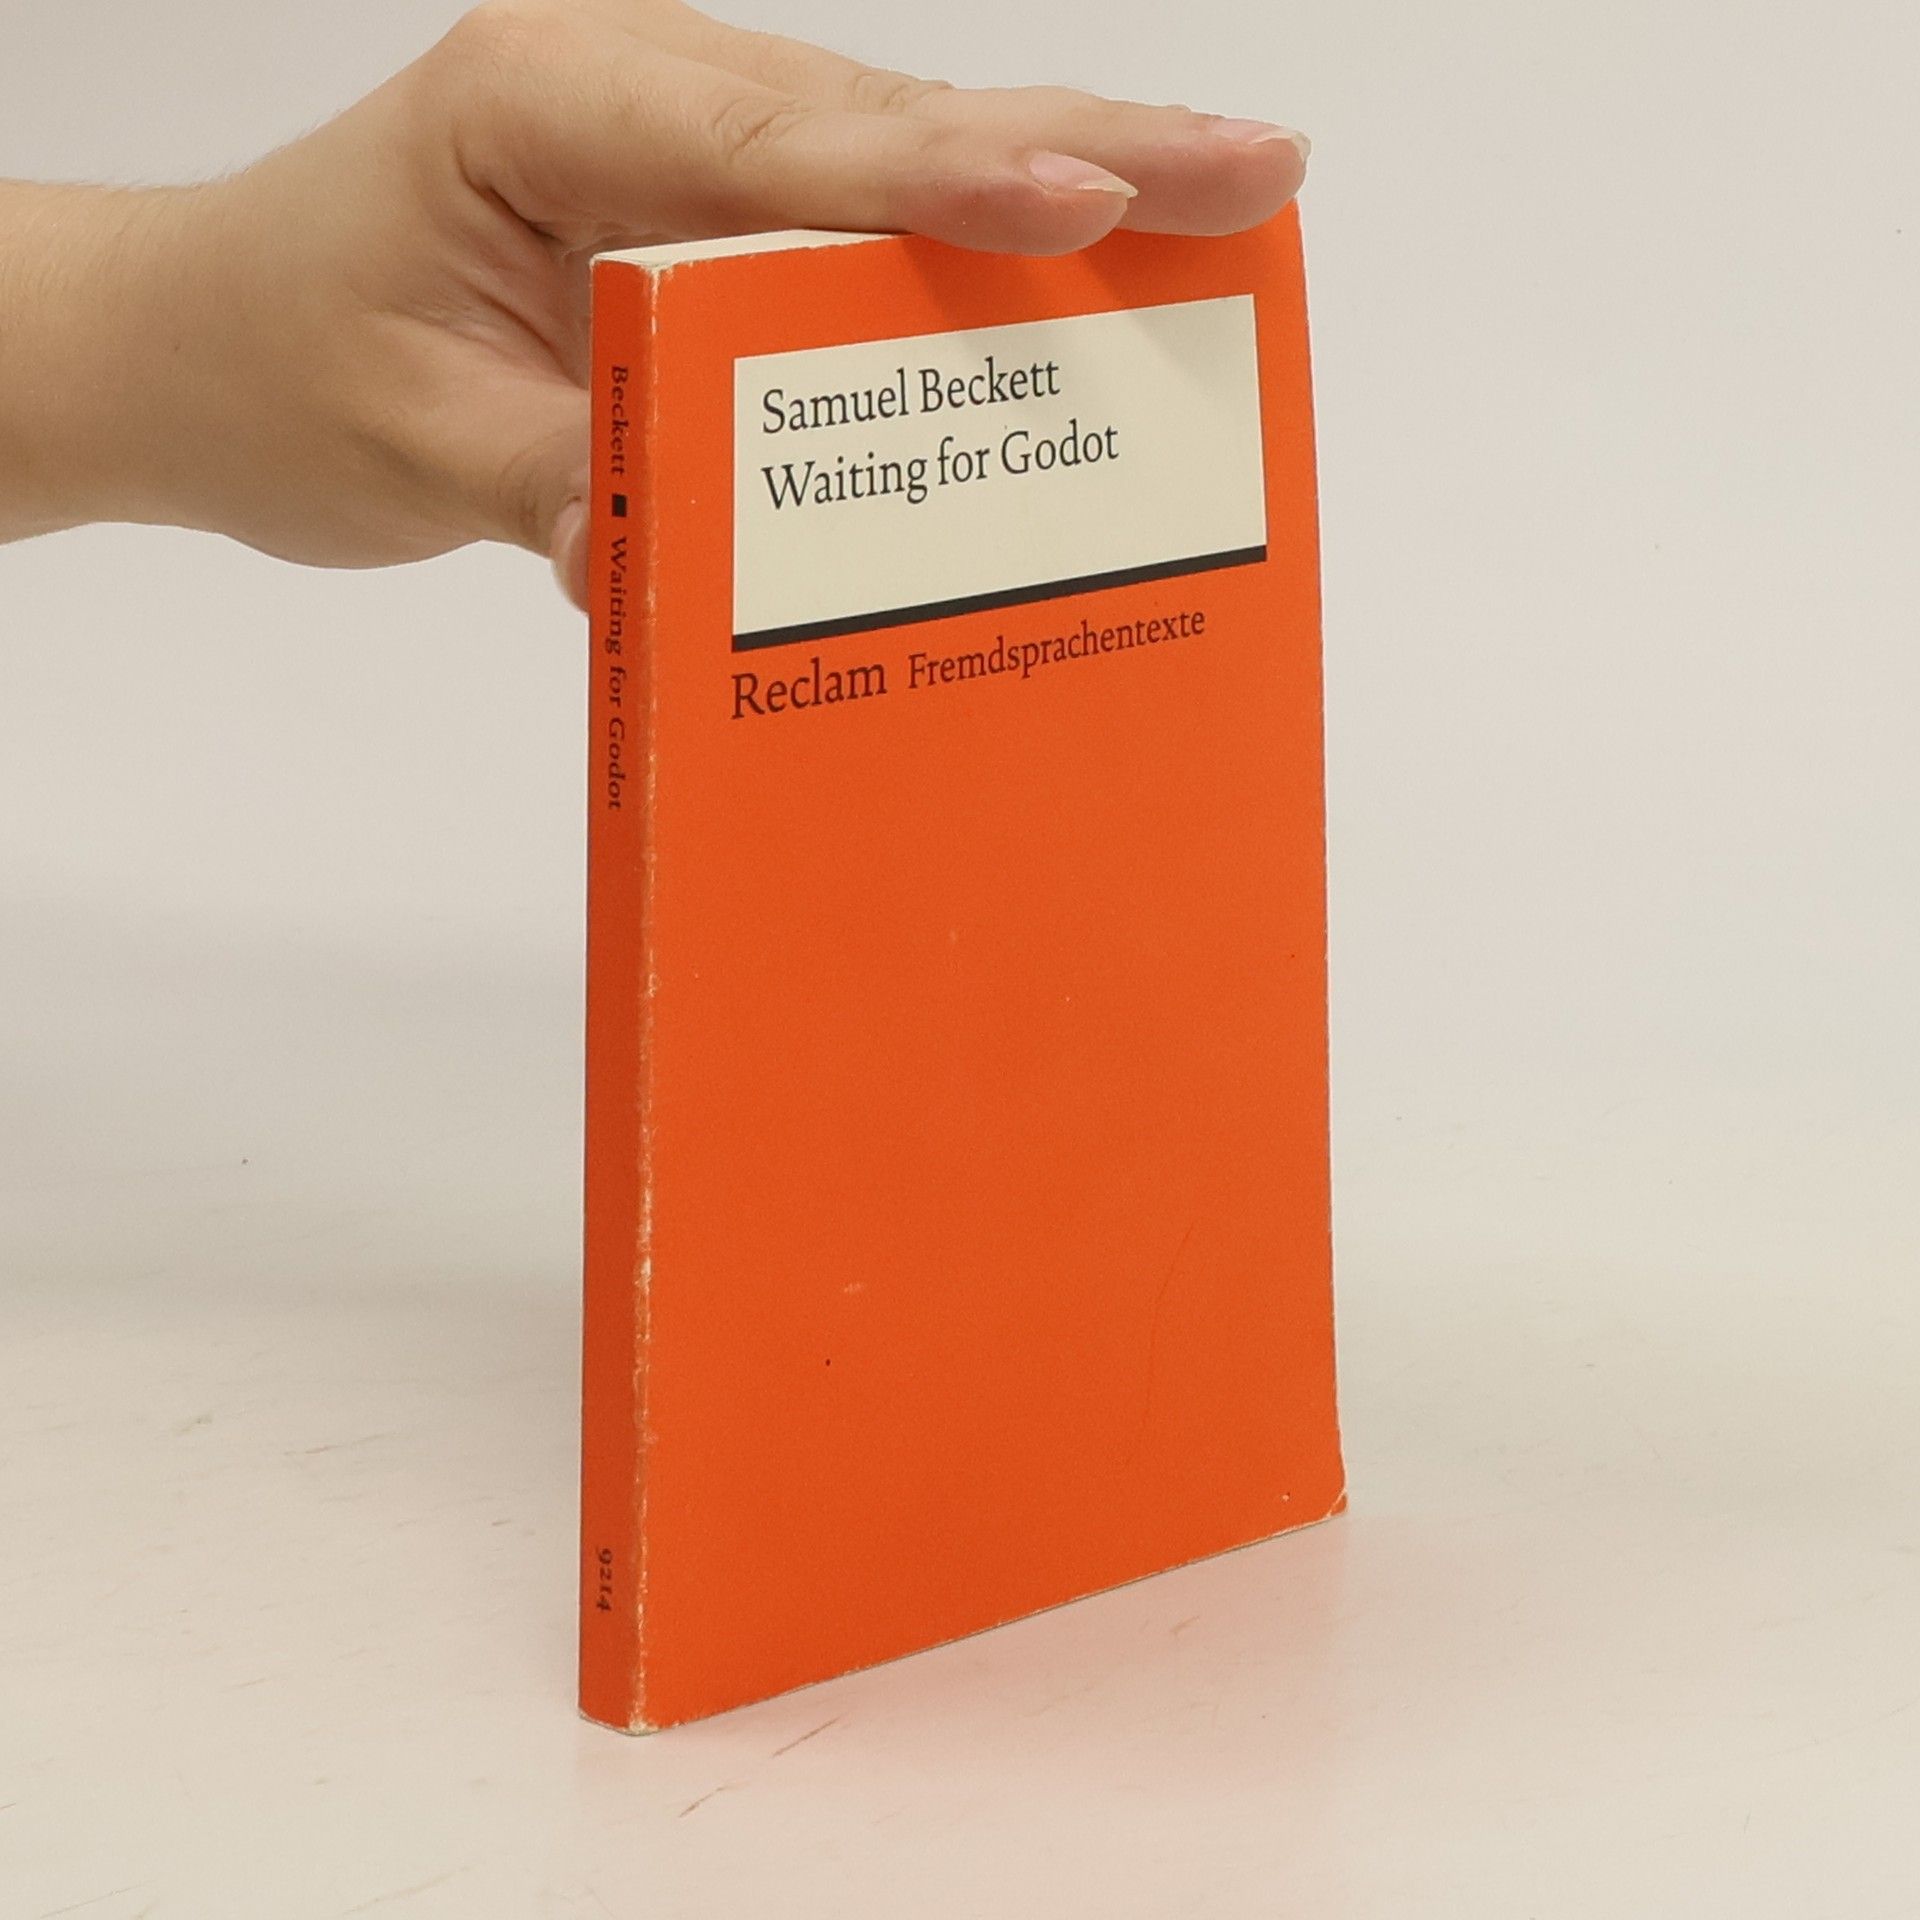 Samuel Beckett
Waiting for Godot
Reclam Fremdsprachentexte
Beckett ■ Waiting for Godot
9214